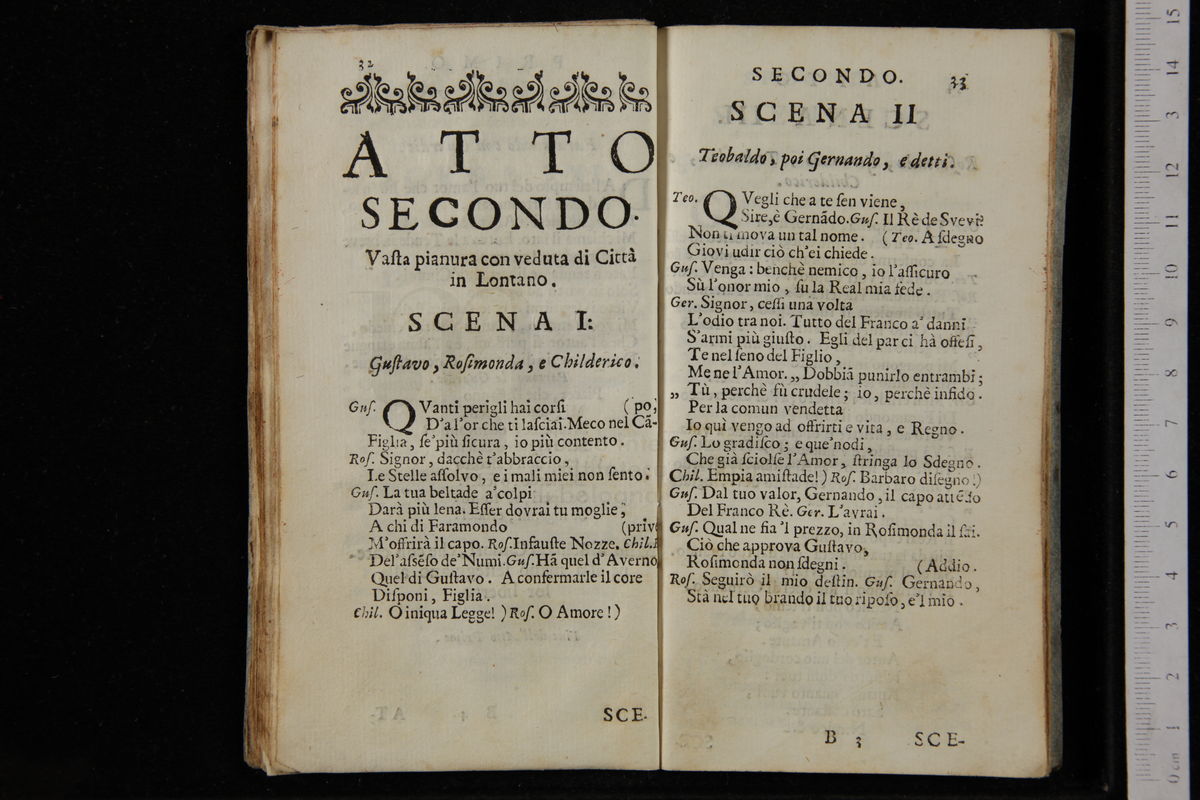 32
ATTO
SECONDO.
Vaſta pianura con veduta di Città
in Lontano.
SCENA I:
Guſtavo, Roſimonda, e Childerico.
Guſ. QVanti perigli hai corſi (po,
D'al'or che ti laſciai. Meco nel Cã-
Figlia, ſe' più ſicura, io più contento.
Roſ. Signor, dacchè t'abbraccio,
Le Stelle aſſolvo, e i mali miei non ſento.
Guſ. La tua beltade a' colpi
Darà più lena. Eſſer dovrai tu moglie,
A chi di Faramondo (priv
M'offrirà il capo. Roſ. Infauſte Nozze. Chil. i
Del'aſsẽſo de' Numi. Guſ. Hã quel d'Averno
Quel di Guſtavo. A confermarle il core
Diſponi, Figlia.
Chil. O iniqua Legge! ) Roſ. O Amore! )
SCE-
SECONDO. 33
SCENA II
Teobaldo, poi Gernando, e detti.
Teo. QVegli che a te ſen viene,
Sire, è Gernãdo. Guſ. Il Rè de Svevi?
Non ti mova un tal nome. (Teo. A ſdegno
Giovi udir ciò ch'ei chiede.
Guſ. Venga: benchè nemico, io l'aſſicuro
Sù l'onor mio, ſu la Real mia fede.
Ger. Signor, ceſſi una volta
L'odio tra noi. Tutto del Franco a' danni
S'armi più giuſto. Egli del par ci hà offeſi,
Te nel ſeno del Figlio,
Me ne l'Amor. „ Dobbiã punirlo entrambi;
„ Tù, perchè fù crudele; io, perchè infido.
Per la comun vendetta
Io qui vengo ad offrirti e vita, e Regno.
Guſ. Lo gradiſco; e que' nodi,
Che già ſciolſe l'Amor, ſtringa lo Sdegno.
Chil. Empia amiſtade! ) Roſ. Barbaro diſegno!)
Guſ. Dal tuo valor, Gernando, il capo attẽdo
Del Franco Rè. Ger. L'avrai.
Guſ. Qual ne ſia 'l prezzo, in Roſimonda il ſai.
Ciò che approva Guſtavo,
Roſimonda non ſdegni. (Addio.
Roſ. Seguirò il mio deſtin. Guſ. Gernando,
Stà nel tuo brando il tuo ripoſo, e'l mio.
B 3 SCE-